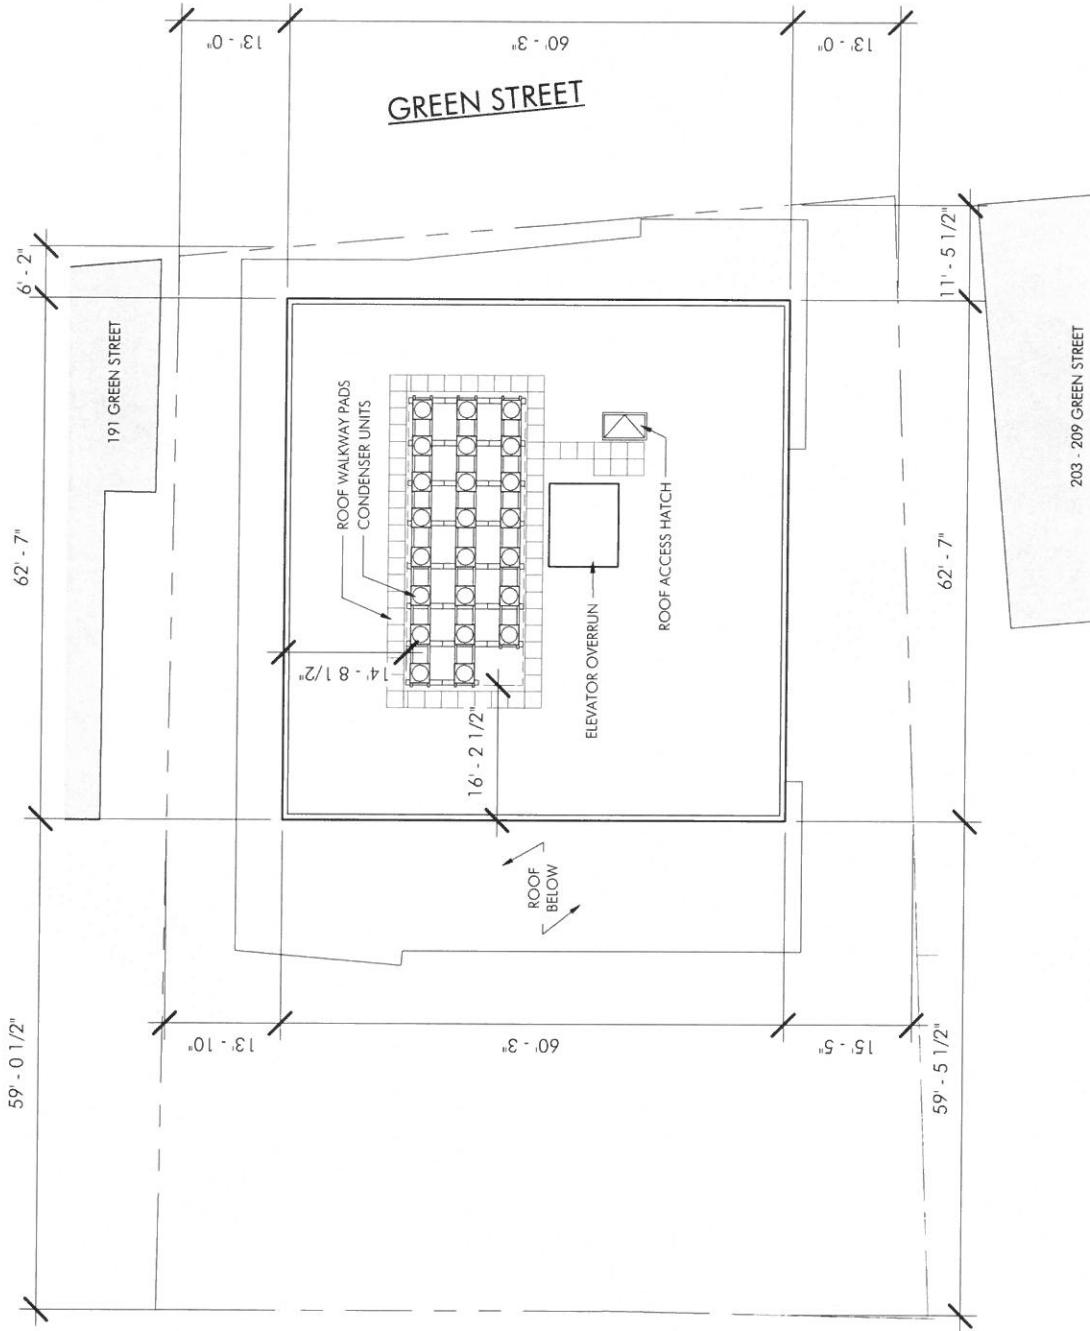 13' - 0"
60' - 3"
13' - 0"
GREEN STREET
6' - 2"
11' - 5 1/2"
191 GREEN STREET
203 - 209 GREEN STREET
ROOF WALKWAY PADS
CONDENSER UNITS
62' - 7"
62' - 7"
ROOF ACCESS HATCH
ELEVATOR OVERRUN
14' - 8 1/2"
16' - 2 1/2"
ROOF
BELOW
59' - 0 1/2"
13' - 10"
60' - 3"
15' - 5"
59' - 5 1/2"